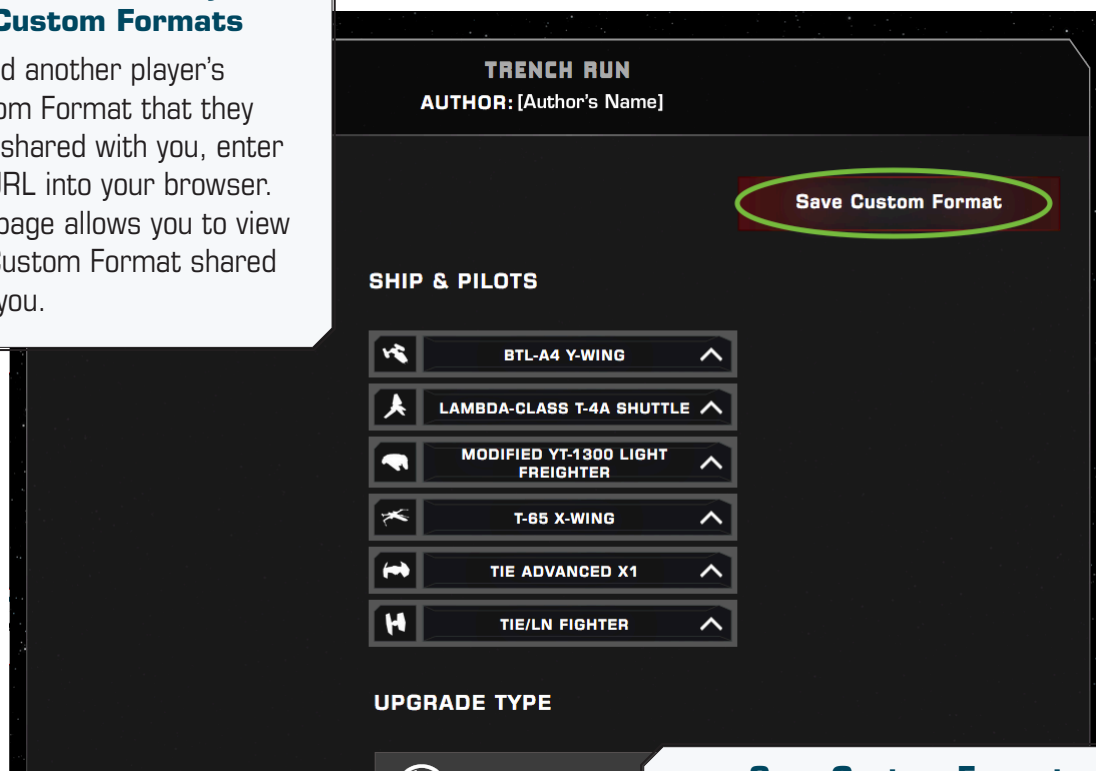 Custom Formats
d another player's
om Format that they
shared with you, enter
RL into your browser.
page allows you to view
ustom Format shared
you.
TRENCH RUN
AUTHOR: [Author's Name]
Save Custom Format
SHIP & PILOTS
BTL-A4 Y-WING
LAMBDA-CLASS T-4A SHUTTLE
MODIFIED YT-1300 LIGHT
FREIGHTER
T-65 X-WING
TIE ADVANCED X1
TIE/LN FIGHTER
UPGRADE TYPE
Save Custom Format